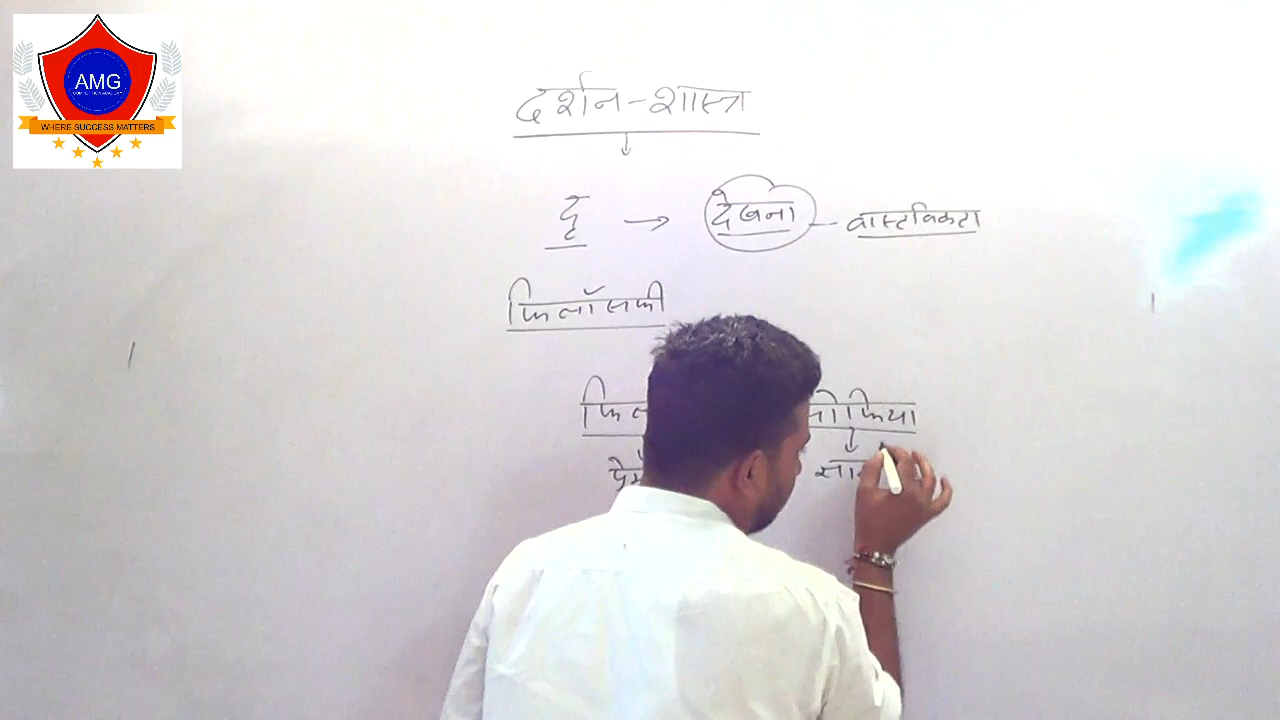 AMG
WHERE SUCCESS MATTERS
दर्शन-शास्त्र
दृ → देखना - वास्तविकता
फिलॉसफी